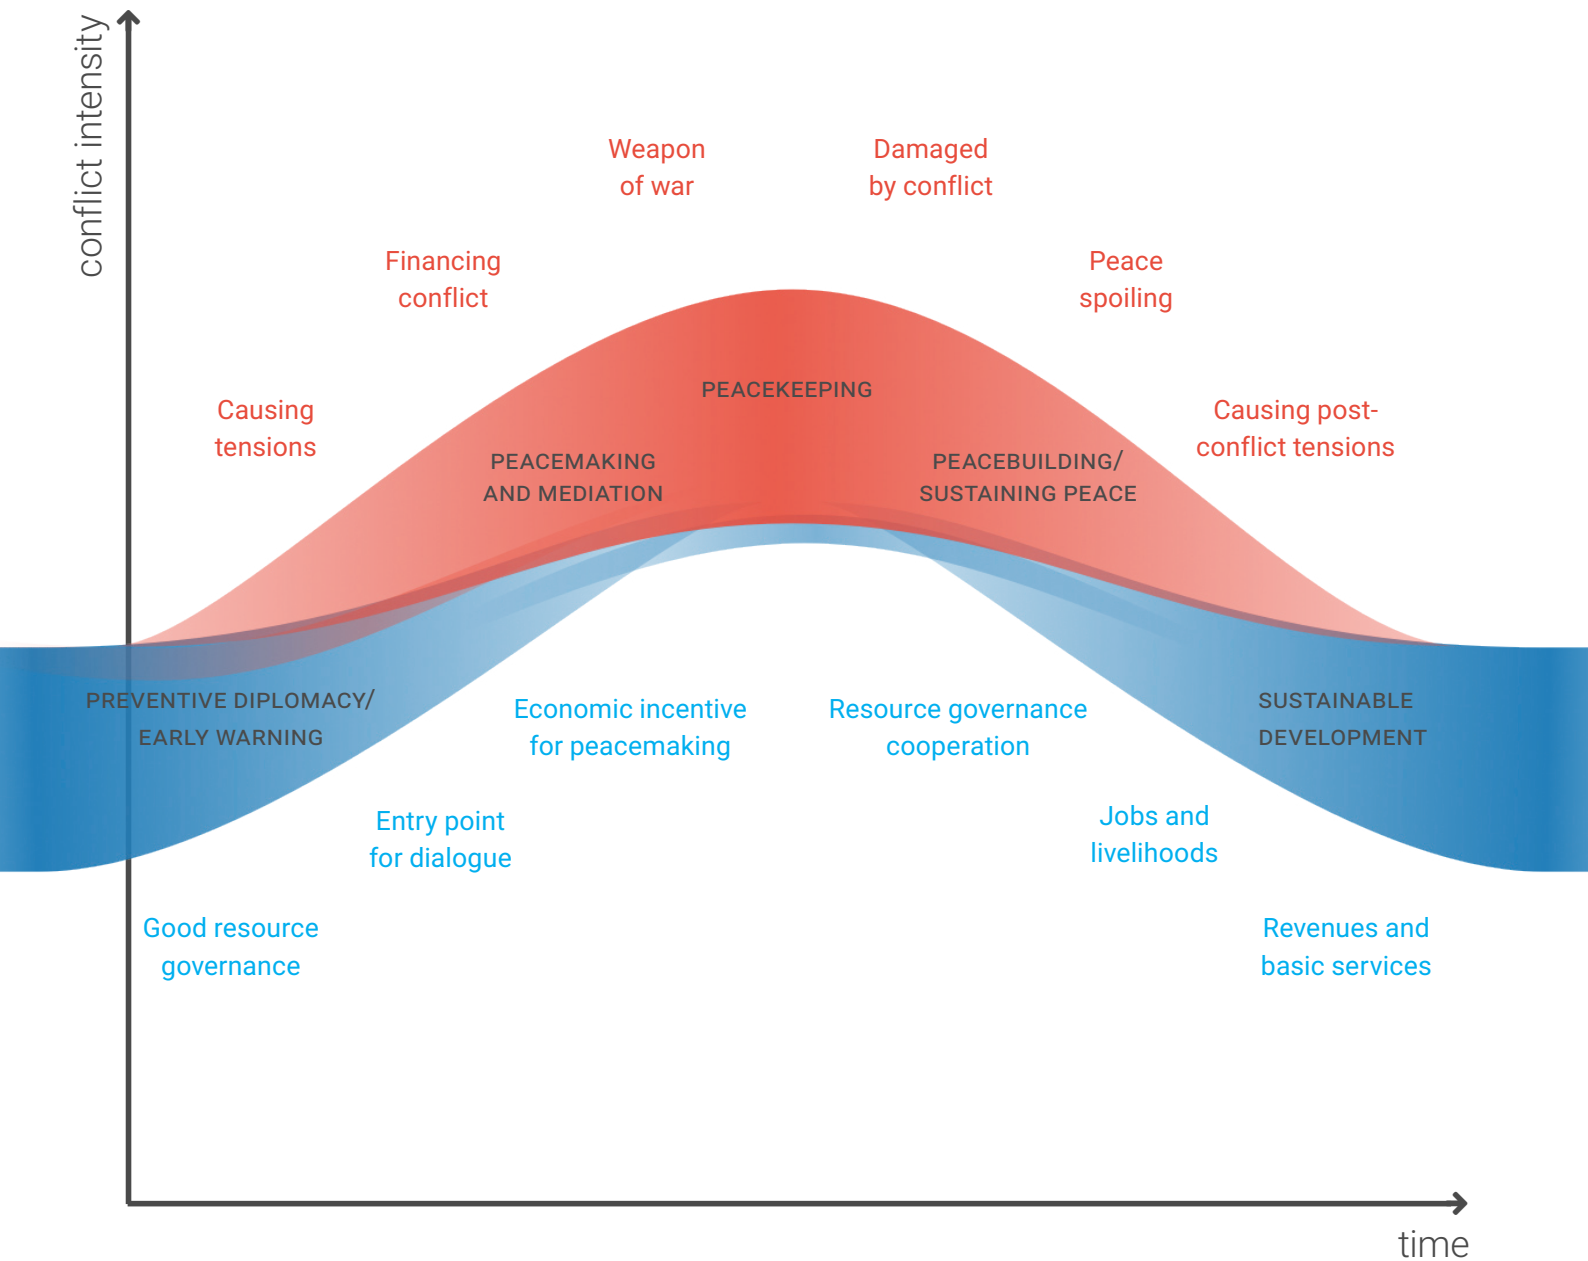 conflict intensity
Weapon
of war
Damaged
by conflict
Financing
conflict
Peace
spoiling
PEACEKEEPING
Causing
tensions
Causing post-
conflict tensions
PEACEMAKING
AND MEDIATION
PEACEBUILDING/
SUSTAINING PEACE
PREVENTIVE DIPLOMACY/
EARLY WARNING
Economic incentive
for peacemaking
Resource governance
cooperation
SUSTAINABLE
DEVELOPMENT
Entry point
for dialogue
Jobs and
livelihoods
Good resource
governance
Revenues and
basic services
time